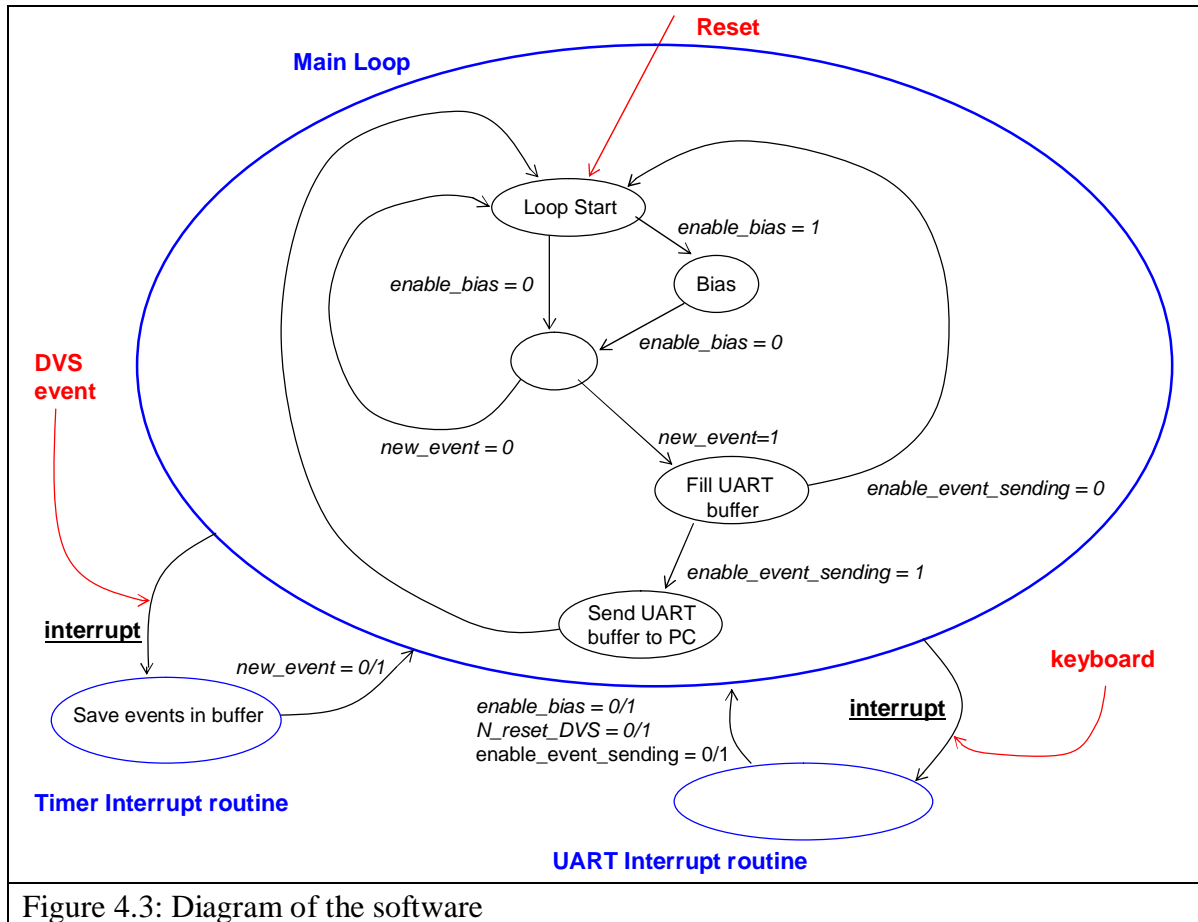 Reset
Main Loop
Loop Start
enable_bias = 1
enable_bias = 0
Bias
enable_bias = 0
DVS
event
new_event = 0
new_event=1
Fill UART
buffer
enable_event_sending = 0
enable_event_sending = 1
Send UART
buffer to PC
interrupt
new_event = 0/1
Save events in buffer
Timer Interrupt routine
enable_bias = 0/1
N_reset_DVS = 0/1
enable_event_sending = 0/1
keyboard
interrupt
UART Interrupt routine
Figure 4.3: Diagram of the software